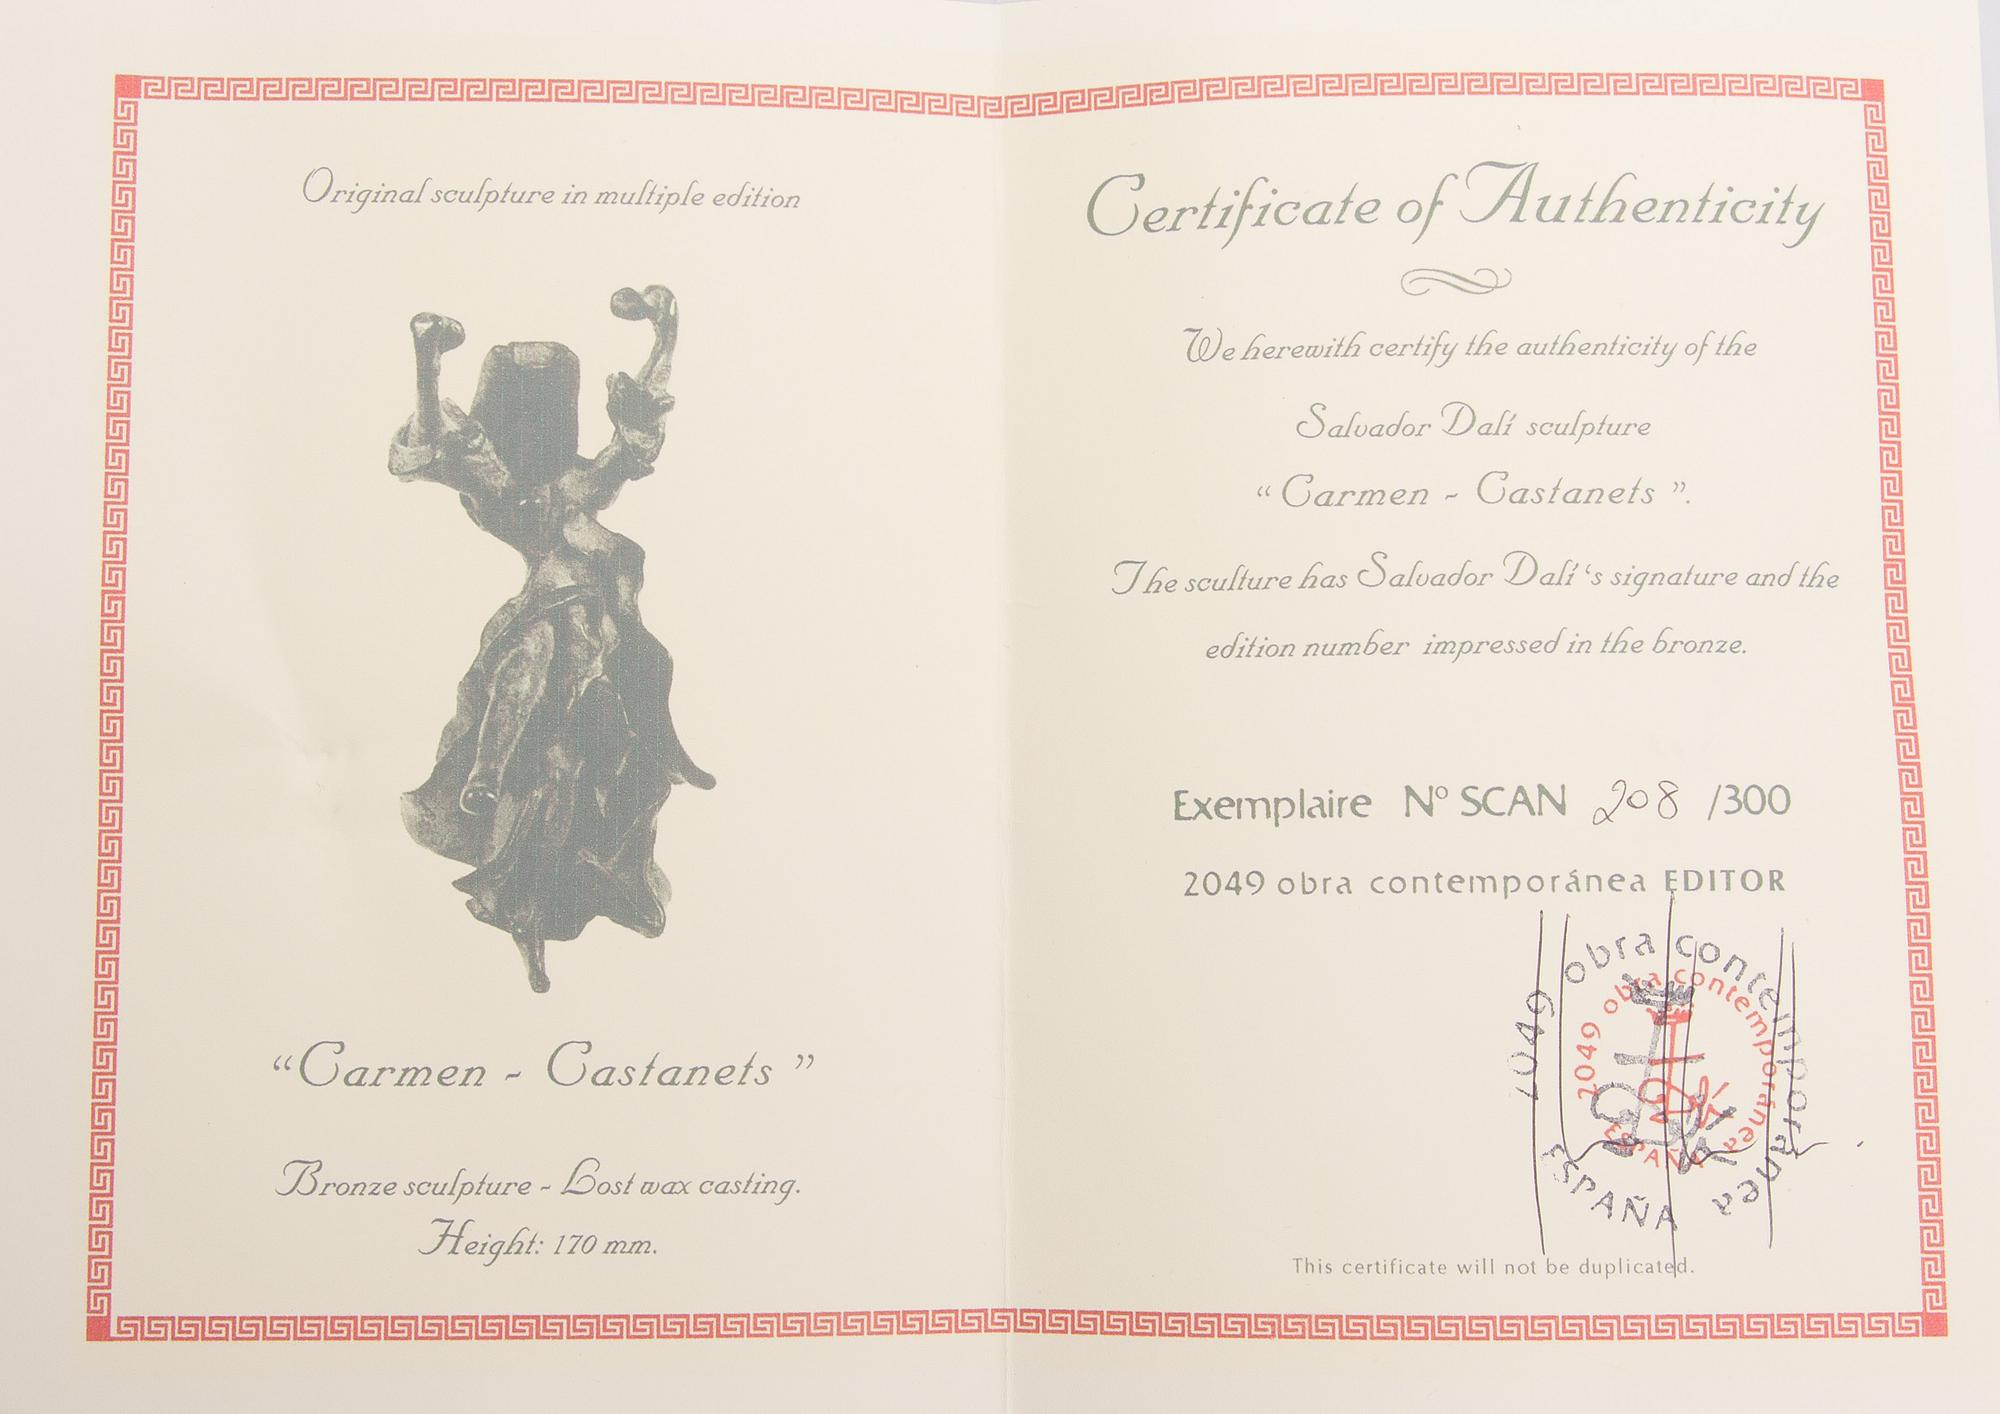 Original sculpture in multiple edition
“Carmen - Castanets ”
Bronze sculpture - Lost wax casting.
Height: 170 mm.
Certificate of Authenticity
We herewith certify the authenticity of the
Salvador Dalí sculpture
“ Carmen - Castanets ”.
The sculture has Salvador Dalí ‘s signature and the
edition number impressed in the bronze.
Exemplaire Nº SCAN 208 /300
2049 obra contemporánea EDITOR
2049 obra contemporánea
ESPAÑA
2049 obra contemporánea
ESPAÑA
Dalí
This certificate will not be duplicated.